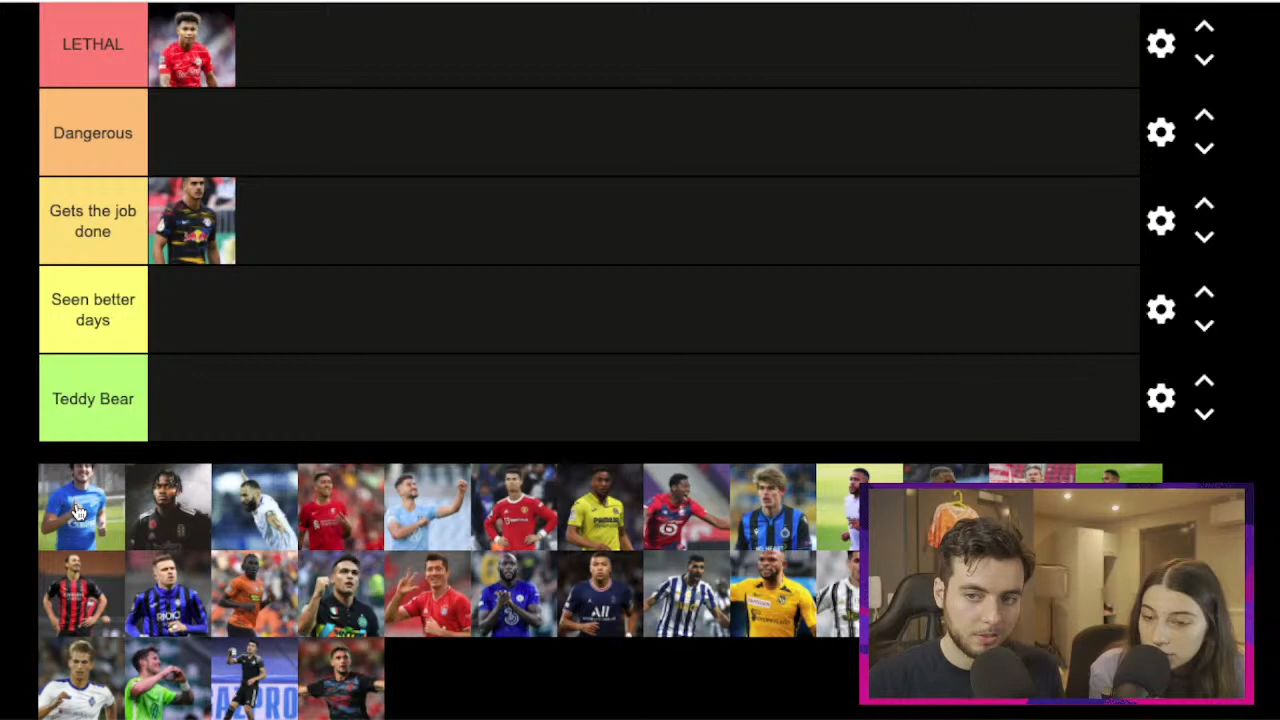 LETHAL
Dangerous
Gets the job
done
Seen better
days
Teddy Bear